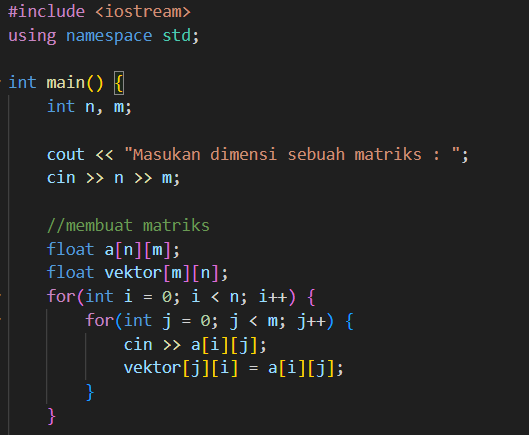 #include <iostream>
using namespace std;
int main() {
int n, m;
cout << "Masukan dimensi sebuah matriks : ";
cin >> n >> m;
//membuat matriks
float a[n][m];
float vektor[m][n];
for(int i = 0; i < n; i++) {
for(int j = 0; j < m; j++) {
cin >> a[i][j];
vektor[j][i] = a[i][j];
}
}